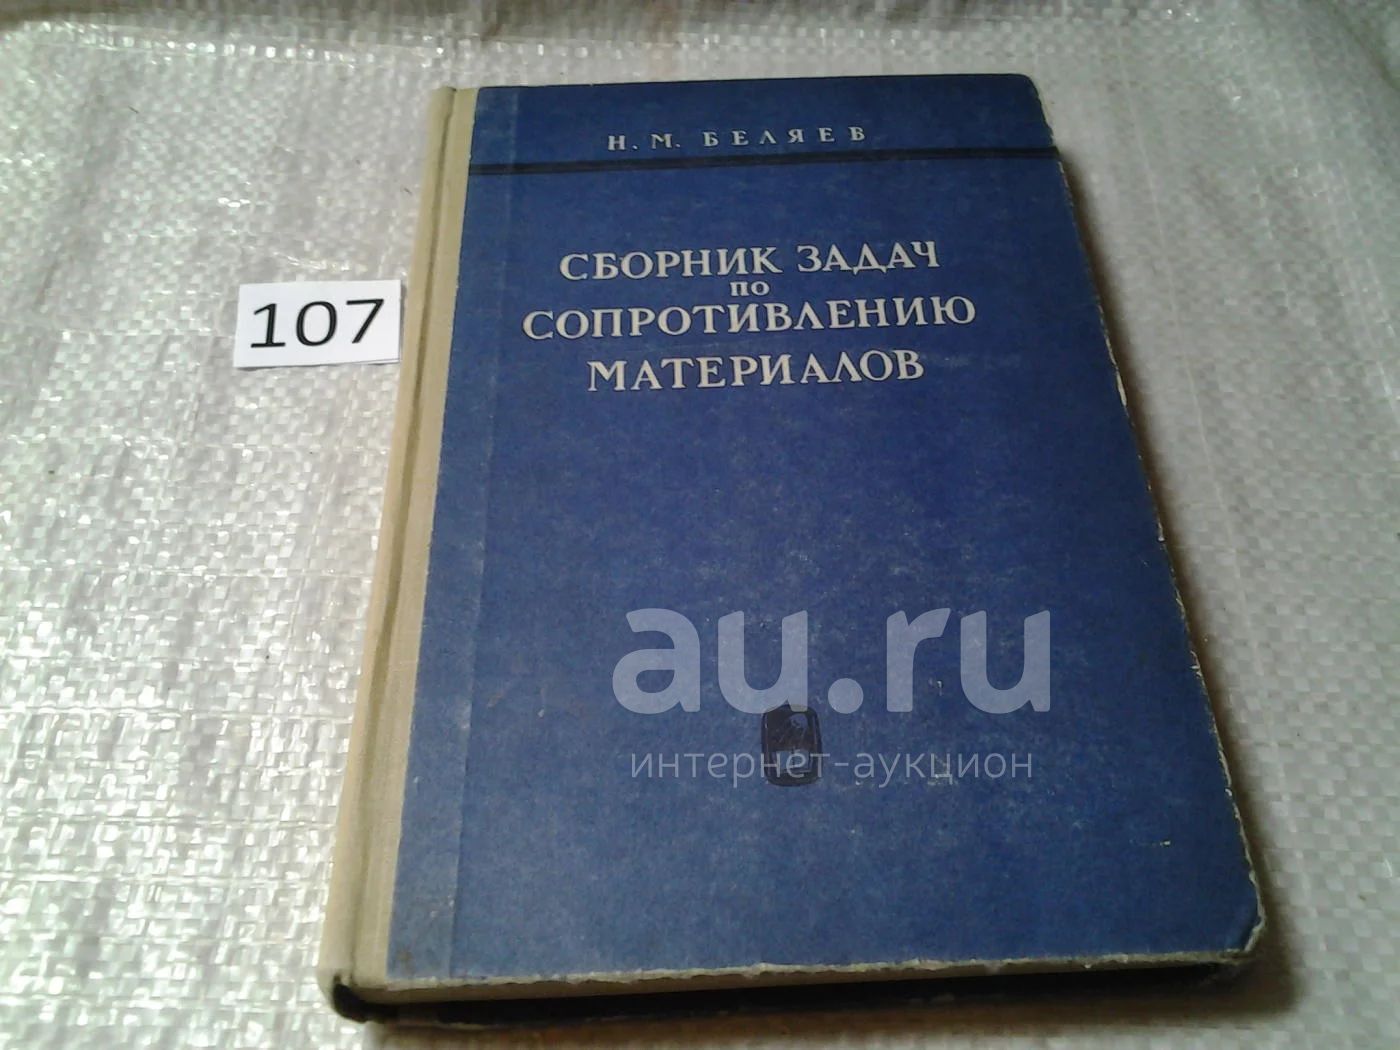 Н. М. БЕЛЯЕВ
СБОРНИК ЗАДАЧ
ПО
СОПРОТИВЛЕНИЮ
МАТЕРИАЛОВ
107
au.ru
интернет-аукцион